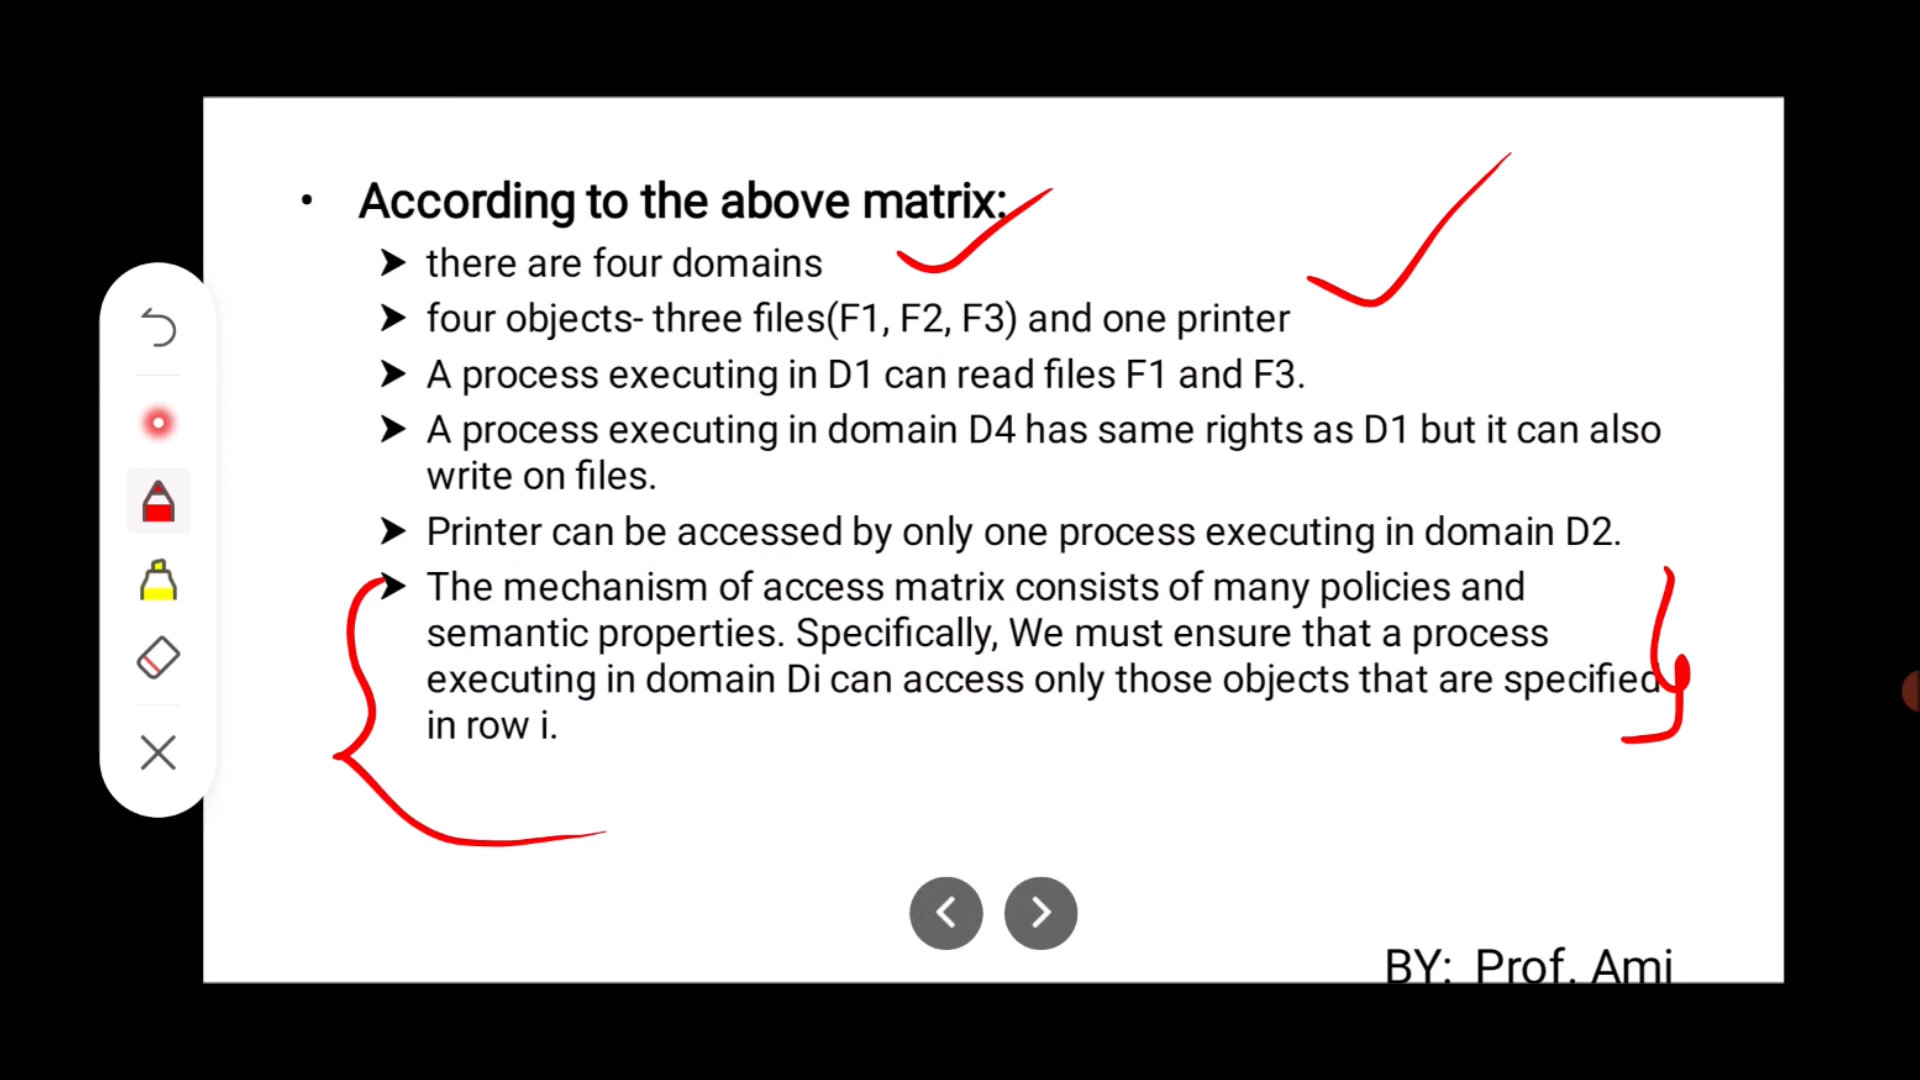 • According to the above matrix:
➤ there are four domains
➤ four objects- three files(F1, F2, F3) and one printer
➤ A process executing in D1 can read files F1 and F3.
➤ A process executing in domain D4 has same rights as D1 but it can also
write on files.
➤ Printer can be accessed by only one process executing in domain D2.
➤ The mechanism of access matrix consists of many policies and
semantic properties. Specifically, We must ensure that a process
executing in domain Di can access only those objects that are specified
in row i.
BY: Prof. Ami